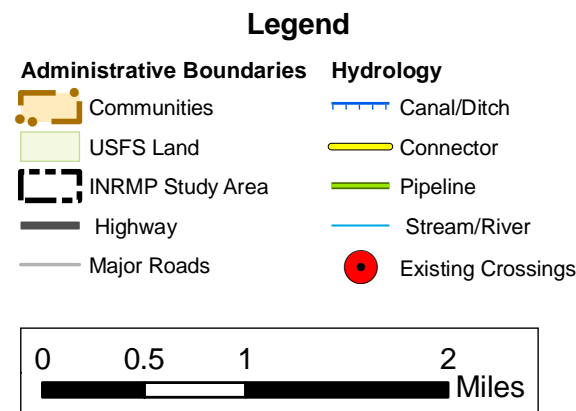 Legend
Administrative Boundaries
Communities
USFS Land
INRMP Study Area
Highway
Major Roads
Hydrology
Canal/Ditch
Connector
Pipeline
Stream/River
Existing Crossings
0 0.5 1 2
Miles